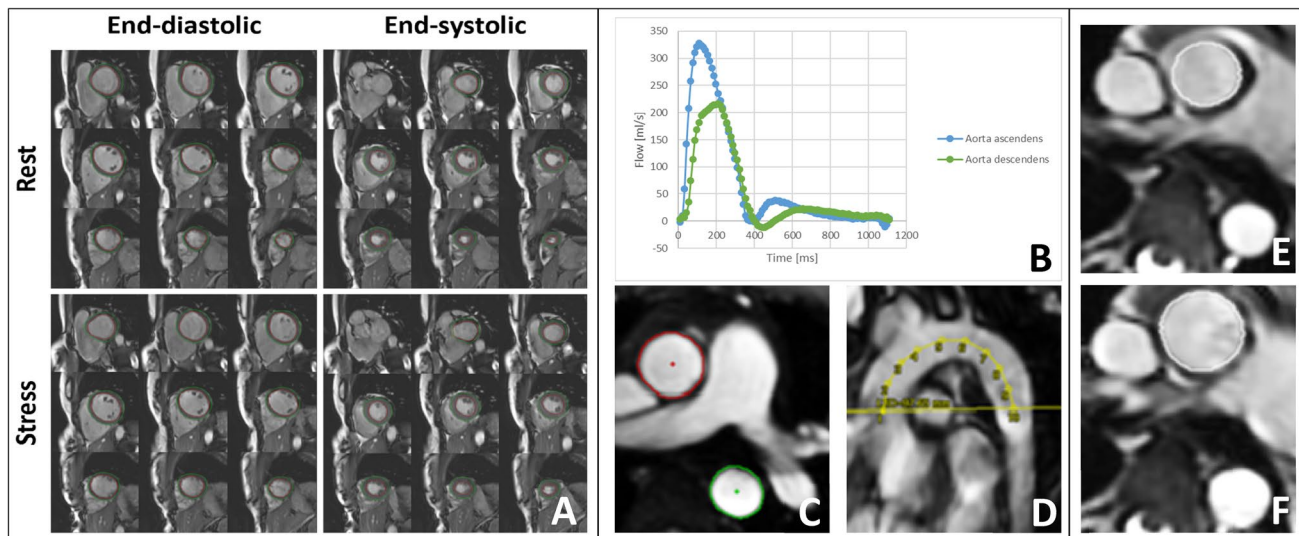 End-diastolic
End-systolic
Rest
Stress
A
350
300
250
200
150
100
50
0
-50
Flow [ml/s]
0
200
400
600
800
1000
1200
Time [ms]
Aorta ascendens
Aorta descendens
B
C
D
E
F